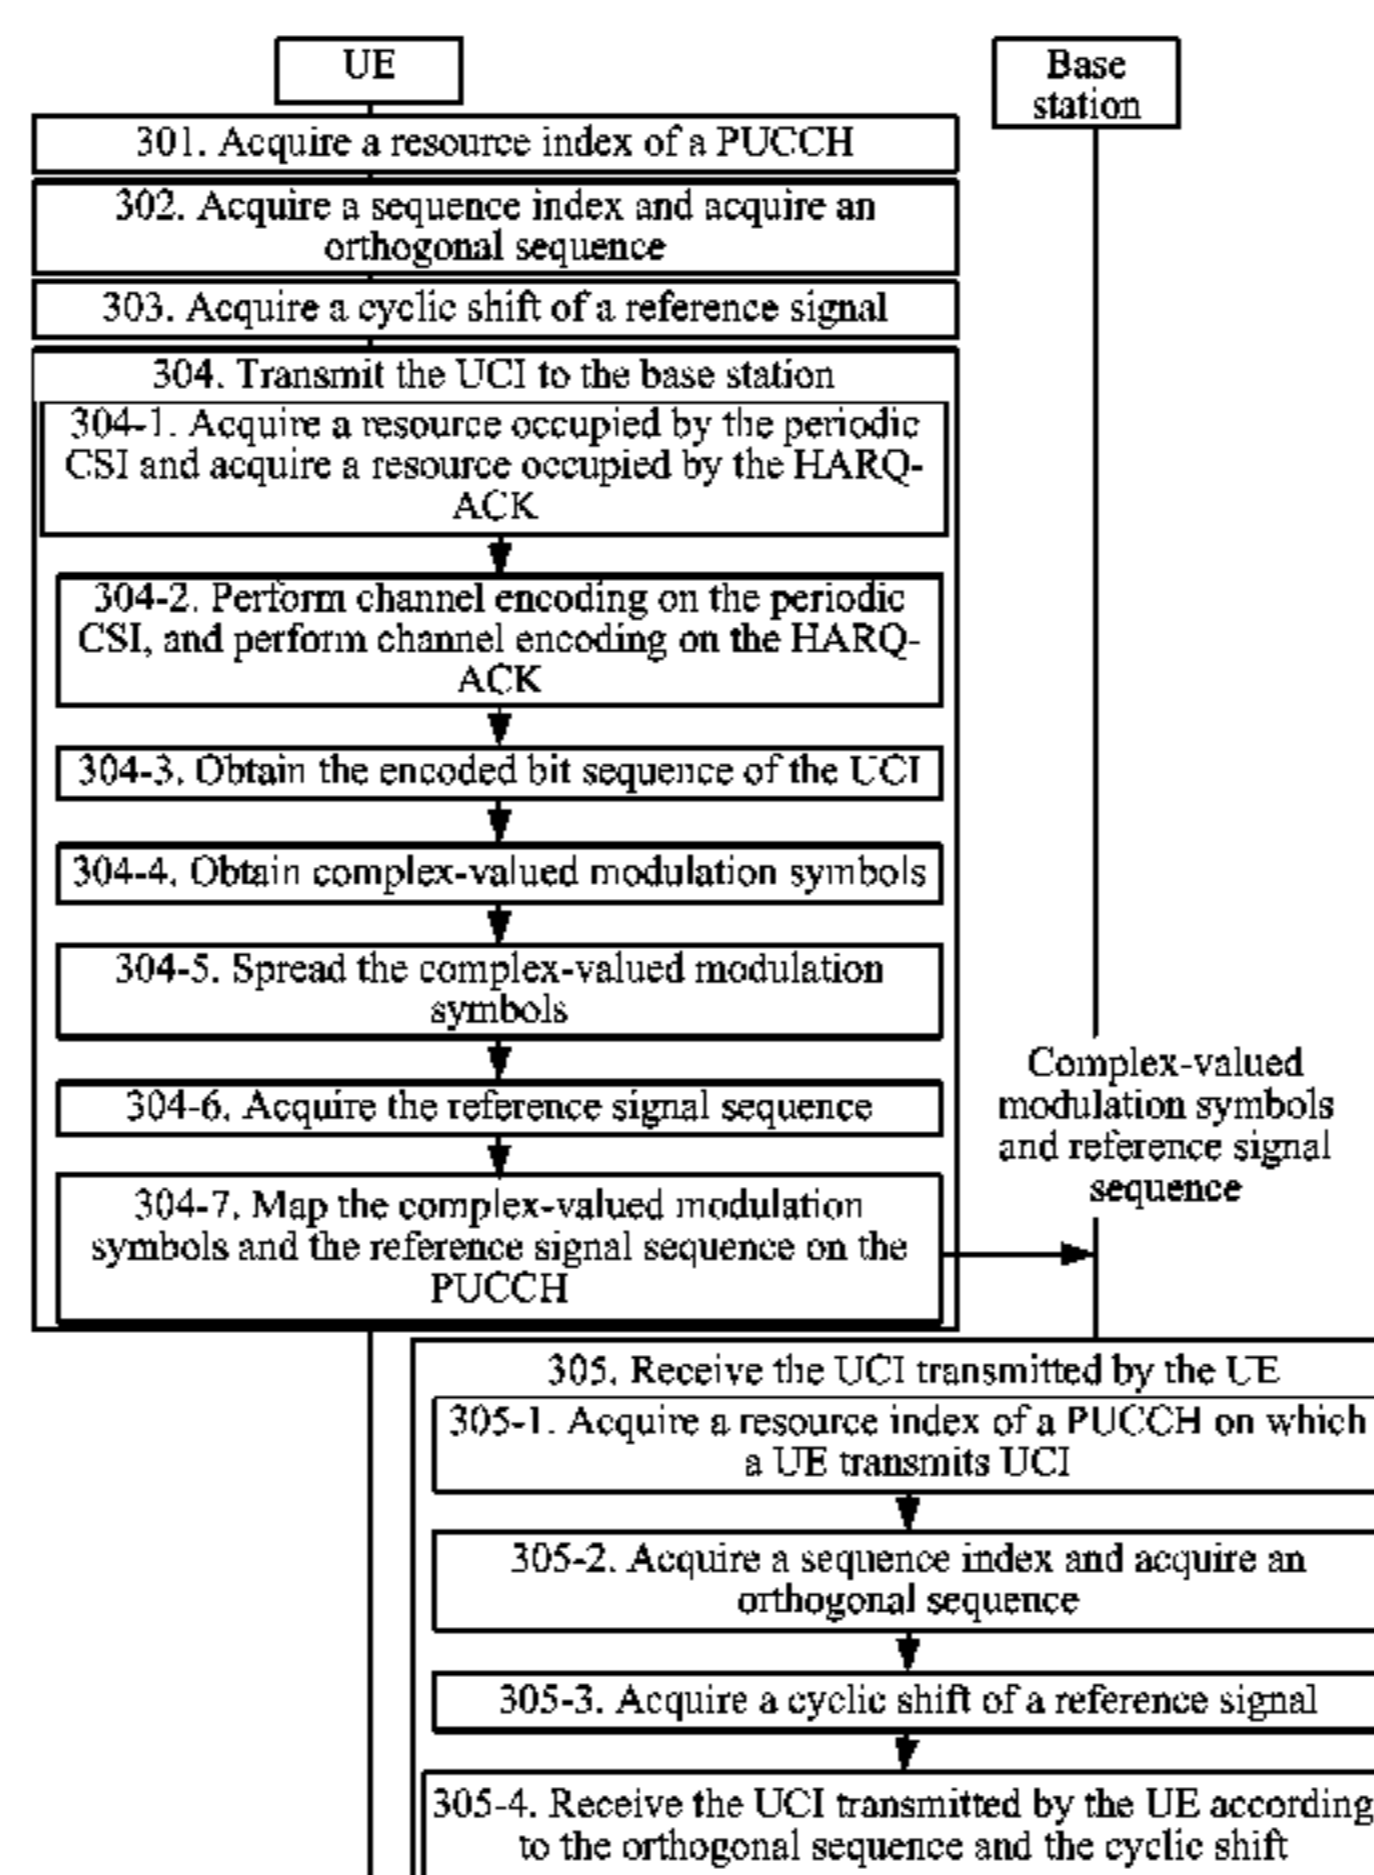 UE
Base
station
301. Acquire a resource index of a PUCCH
302. Acquire a sequence index and acquire an
orthogonal sequence
303. Acquire a cyclic shift of a reference signal
304. Transmit the UCI to the base station
304-1. Acquire a resource occupied by the periodic
CSI and acquire a resource occupied by the HARQ-
ACK
304-2. Perform channel encoding on the periodic
CSI, and perform channel encoding on the HARQ-
ACK
304-3. Obtain the encoded bit sequence of the UCI
304-4. Obtain complex-valued modulation symbols
304-5. Spread the complex-valued modulation
symbols
304-6. Acquire the reference signal sequence
Complex-valued
modulation symbols
and reference signal
sequence
304-7. Map the complex-valued modulation
symbols and the reference signal sequence on the
PUCCH
305. Receive the UCI transmitted by the UE
305-1. Acquire a resource index of a PUCCH on which
a UE transmits UCI
305-2. Acquire a sequence index and acquire an
orthogonal sequence
305-3. Acquire a cyclic shift of a reference signal
305-4. Receive the UCI transmitted by the UE according
to the orthogonal sequence and the cyclic shift